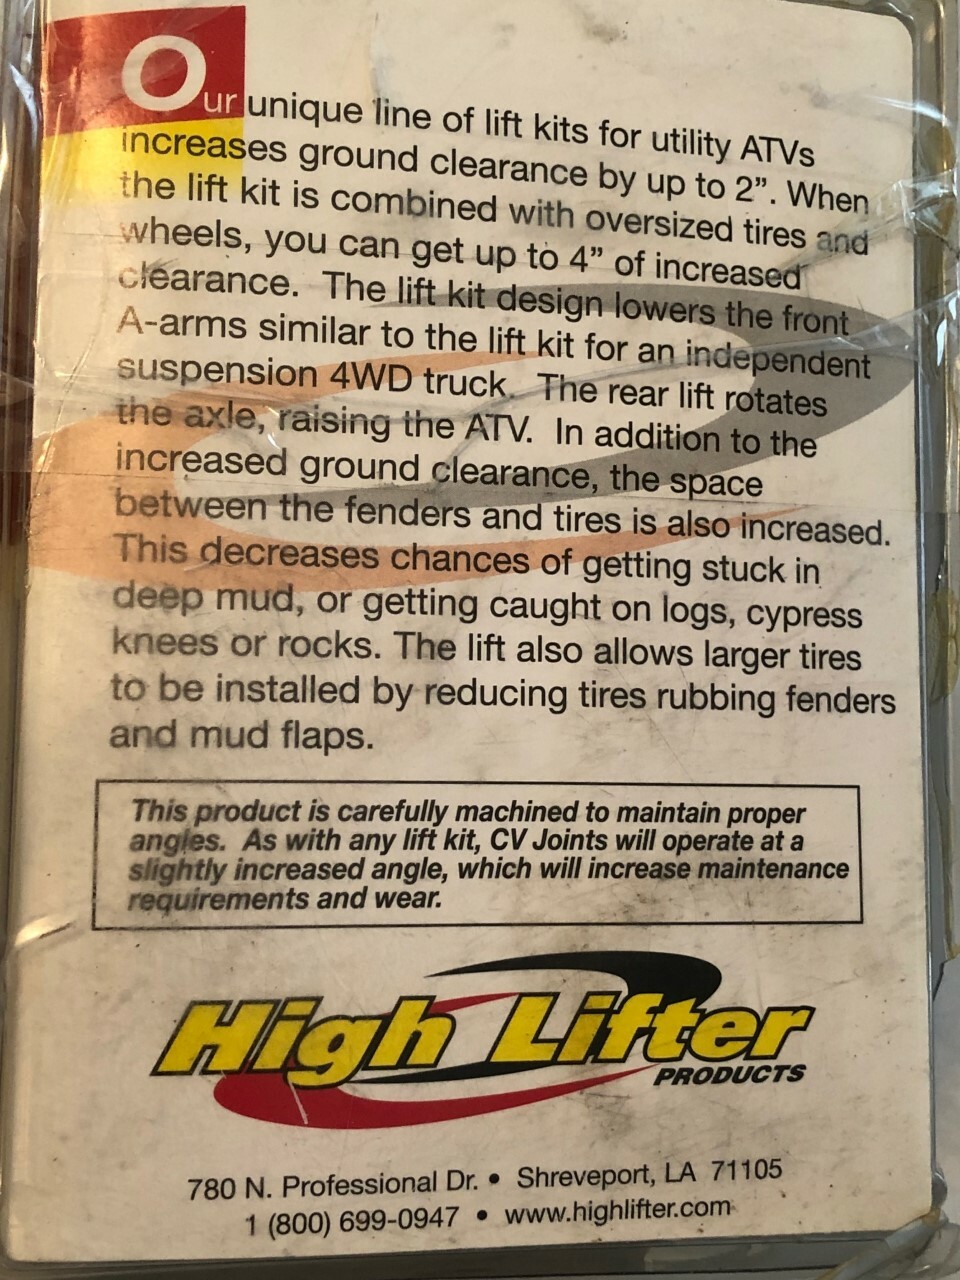 Our unique line of lift kits for utility ATVs
increases ground clearance by up to 2”. When
the lift kit is combined with oversized tires and
wheels, you can get up to 4” of increased
clearance. The lift kit design lowers the front
A-arms similar to the lift kit for an independent
suspension 4WD truck. The rear lift rotates
the axle, raising the ATV. In addition to the
increased ground clearance, the space
between the fenders and tires is also increased.
This decreases chances of getting stuck in
deep mud, or getting caught on logs, cypress
knees or rocks. The lift also allows larger tires
to be installed by reducing tires rubbing fenders
and mud flaps.
This product is carefully machined to maintain proper
angles. As with any lift kit, CV Joints will operate at a
slightly increased angle, which will increase maintenance
requirements and wear.
High Lifter
PRODUCTS
780 N. Professional Dr. • Shreveport, LA 71105
1 (800) 699-0947 • www.highlifter.com